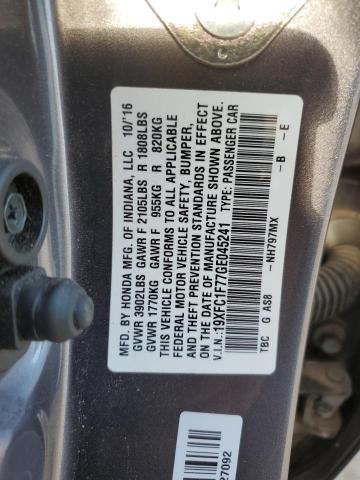 MFD. BY HONDA MFG. OF INDIANA, LLC 10/'16
GVWR 3902LBS GAWR F 2105LBS R 1808LBS
GVWR 1770KG GAWR F 955KG R 820KG
THIS VEHICLE CONFORMS TO ALL APPLICABLE
FEDERAL MOTOR VEHICLE SAFETY, BUMPER,
AND THEFT PREVENTION STANDARDS IN EFFECT
ON THE DATE OF MANUFACTURE SHOWN ABOVE.
V.I.N.: 19XFC1F77GE045241 TYPE: PASSENGER CAR
-NH797MX -B -E
TBC G AS8
27092